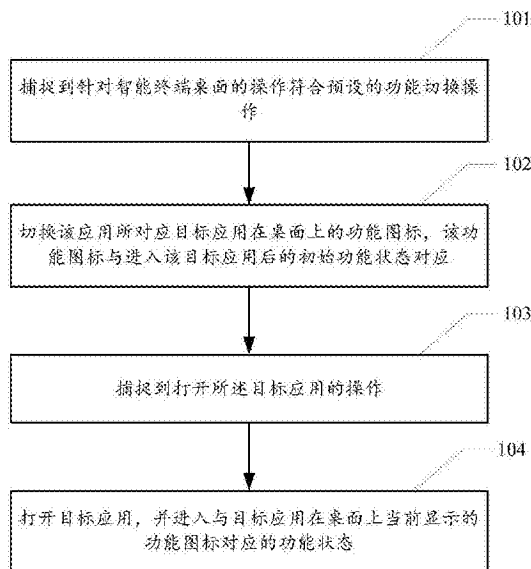 101
捕捉到针对智能终端桌面的操作符合预设的功能切换操
作
102
切换该应用所对应目标应用在桌面上的功能图标，该功
能图标与进入该目标应用后的初始功能状态对应
103
捕捉到打开所述目标应用的操作
104
打开目标应用，并进入与目标应用在桌面上当前显示的
功能图标对应的功能状态